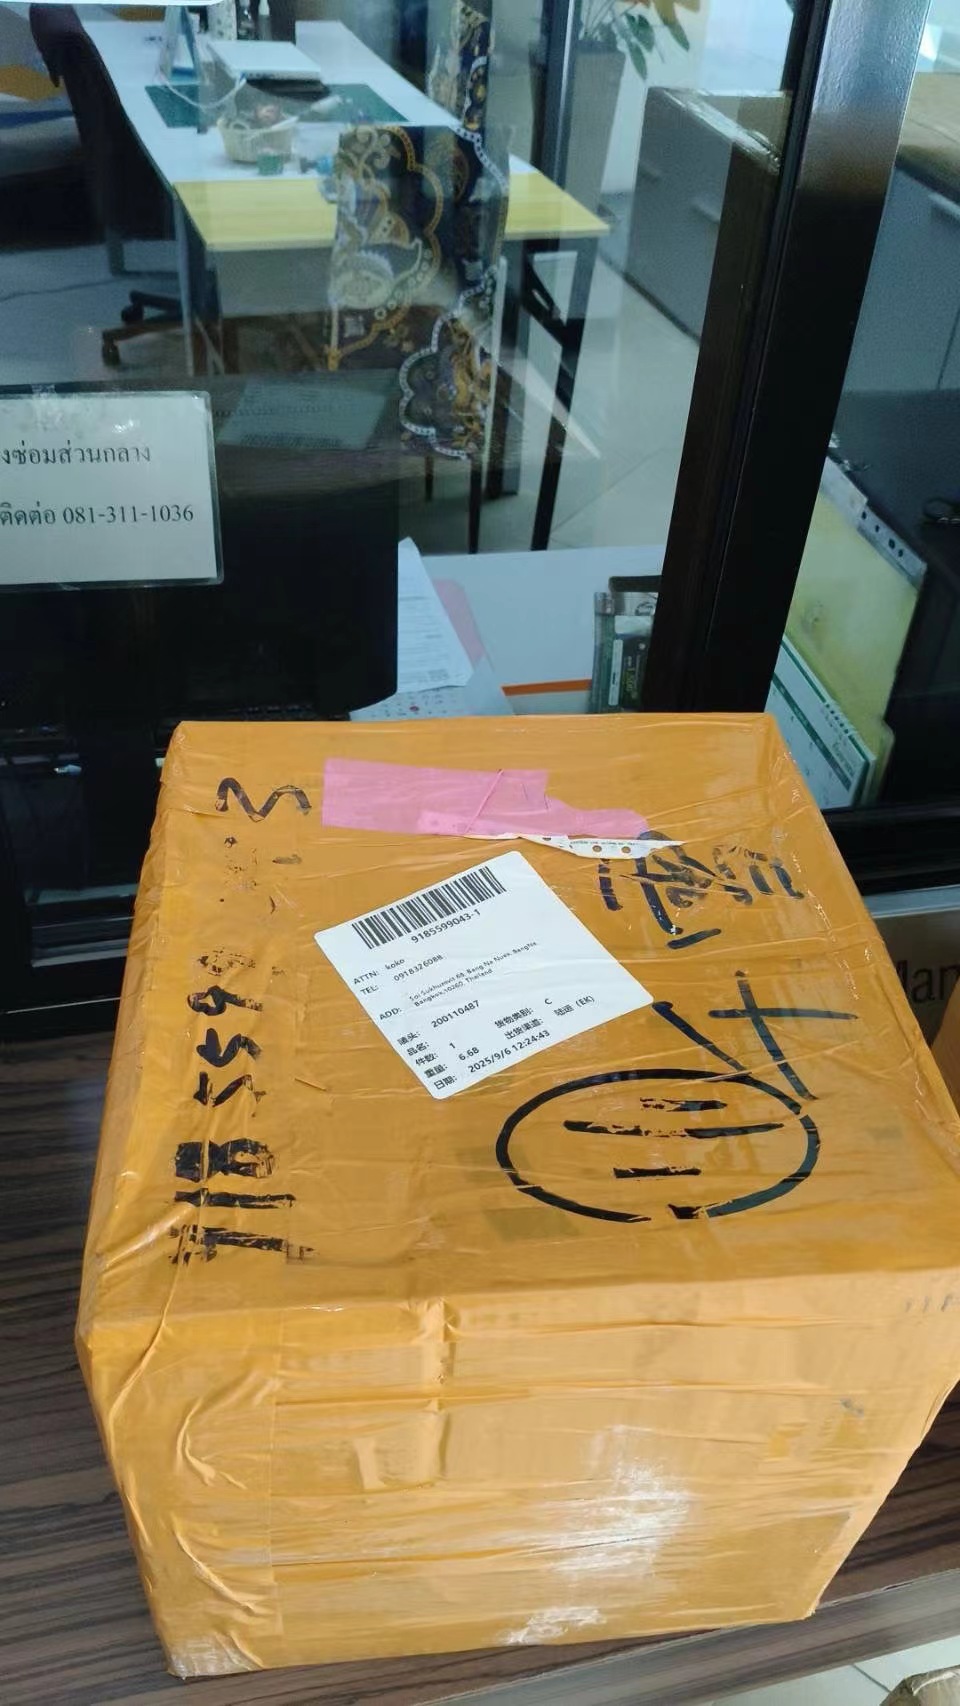 งซ่อมส่วนกลาง
ติดต่อ 081-311-1036
9185599043-1
ATTN: koko
TEL: 0918326088
ADD: Soi Sukhumvit 68, Bang Na Nuea, BangNa,
Bangkok,10260, Thailand
唛头: 200110487
品名:
货物类别: C
件数: 1
出货渠道: 陆运 (EK)
重量: 6.68
日期: 2025/9/6 12:24:43